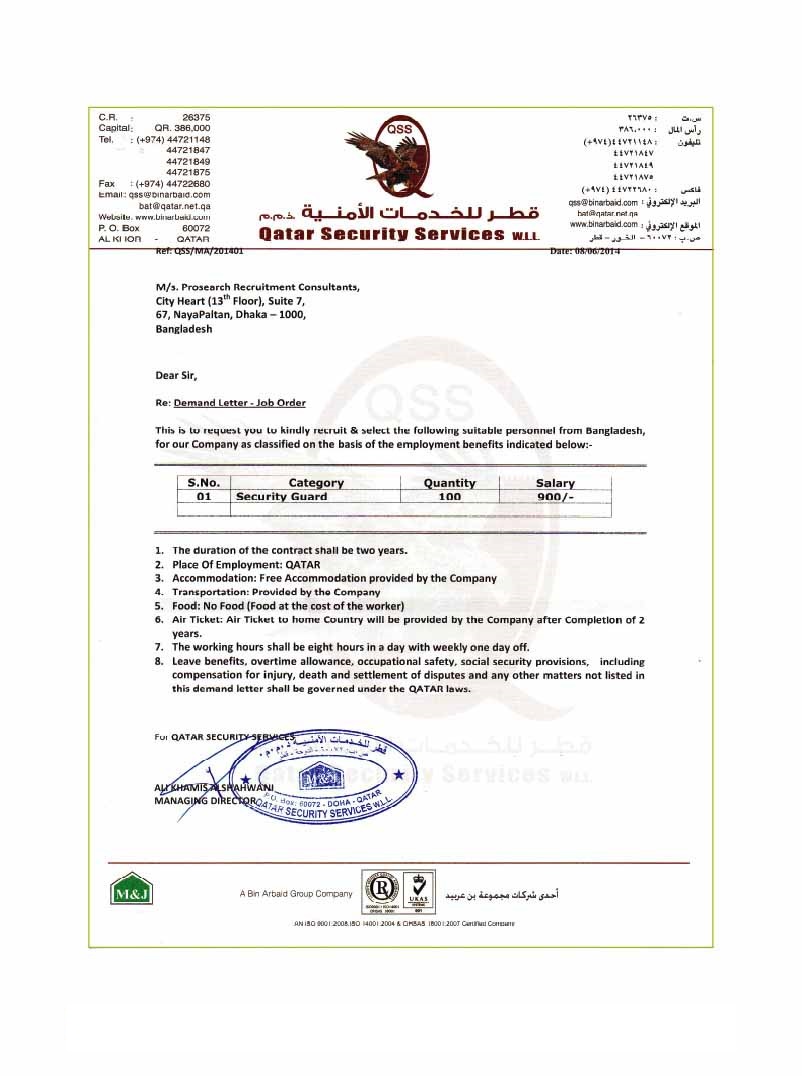 C.R. : 26375
Capital: QR. 386,000
Tel. : (+974) 44721148
: 44721847
44721849
44721875
Fax : (+974) 44722680
Email: qss@binarbaid.com
bat@qatar.net.qa
Website: www.binarbaid.com
P. O. Box 60072
AL KHOR - QATAR
QSS
قطر للخدمات الأمنية ذ.م.م.
Qatar Security Services W.L.L
س.ت : ٢٦٣٧٥
رأس المال : ٣٨٦،٠٠٠
تليفون : ٤٤٧٢١١٤٨(٩٧٤+)
٤٤٧٢١٨٤٧
٤٤٧٢١٨٤٩
٤٤٧٢١٨٧٥
فاكس : ٤٤٧٢٢٦٨٠ (٩٧٤+)
البريد الإلكتروني : qss@binarbaid.com
bat@qatar.net.qa
الموقع الإلكتروني : www.binarbaid.com
ص.ب : ٦٠٠٧٢ - الخور - قطر
Ref: QSS/MA/201401 Date: 08/06/2014
M/s. Prosearch Recruitment Consultants,
City Heart (13th Floor), Suite 7,
67, NayaPaltan, Dhaka – 1000,
Bangladesh
Dear Sir,
Re: Demand Letter - Job Order
This is to request you to kindly recruit & select the following suitable personnel from Bangladesh,
for our Company as classified on the basis of the employment benefits indicated below:-
S.No. Category Quantity Salary
01 Security Guard 100 900/-
1. The duration of the contract shall be two years.
2. Place Of Employment: QATAR
3. Accommodation: Free Accommodation provided by the Company
4. Transportation: Provided by the Company
5. Food: No Food (Food at the cost of the worker)
6. Air Ticket: Air Ticket to home Country will be provided by the Company after Completion of 2
years.
7. The working hours shall be eight hours in a day with weekly one day off.
8. Leave benefits, overtime allowance, occupational safety, social security provisions, including
compensation for injury, death and settlement of disputes and any other matters not listed in
this demand letter shall be governed under the QATAR laws.
For QATAR SECURITY SERVICES
قطر للخدمات الأمنية ذ.م.م.
ص.ب: ٦٠٠٧٢ - الدوحة - قطر
M&J
P.O. Box: 60072 - DOHA - QATAR
QATAR SECURITY SERVICES W.L.L.
ALI KHAMIS ALSHAHWANI
MANAGING DIRECTOR
QSS
قطر للخدمات
Qatar Security Services W.L.L
M&J
A Bin Arbaid Group Company
R
UKAS
أحدى شركات مجموعة بن عربيد
AN ISO 9001:2008,ISO 14001:2004 & OHSAS 18001:2007 Certified Company